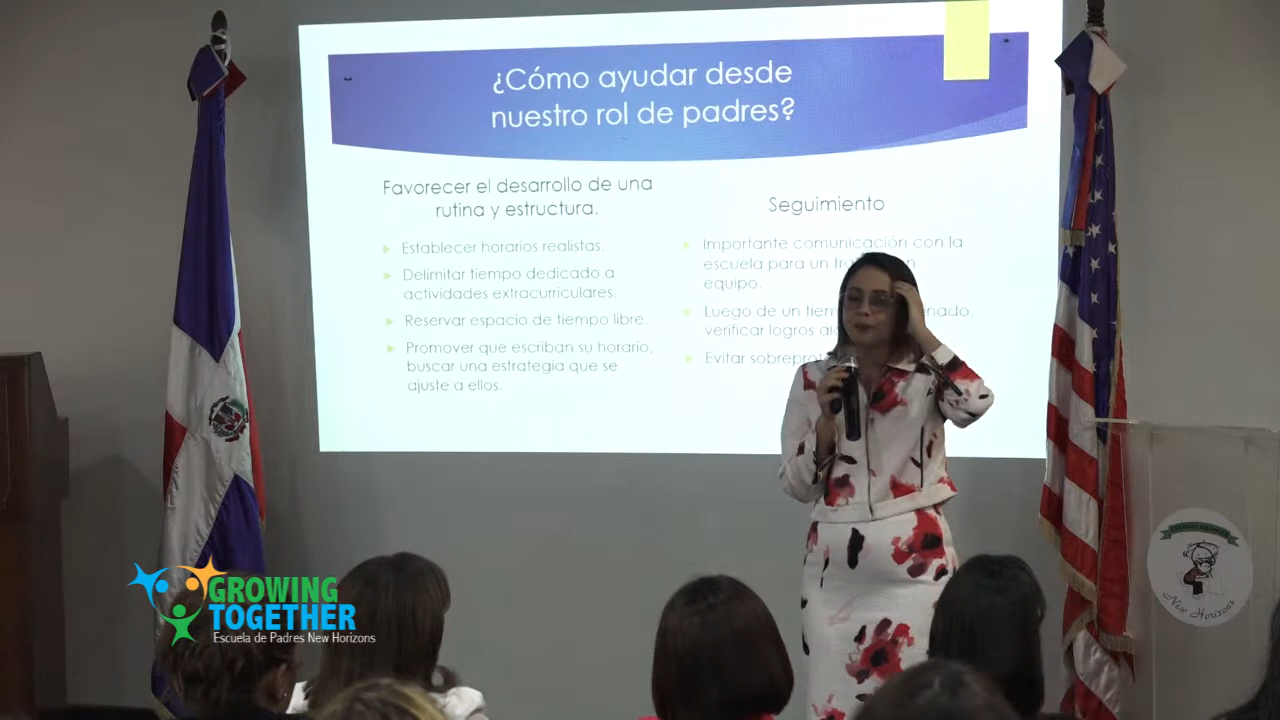 ¿Cómo ayudar desde
nuestro rol de padres?
Favorecer el desarrollo de una
rutina y estructura.
Establecer horarios realistas.
Delimitar tiempo dedicado a
actividades extracurriculares.
Reservar espacio de tiempo libre.
Promover que escriban su horario,
buscar una estrategia que se
ajuste a ellos.
Seguimiento
Importante comunicación con la
escuela para un
equipo.
Luego de un
verificar logros
Evitar
GROWING
TOGETHER
Escuela de Padres New Horizons
New Horizons